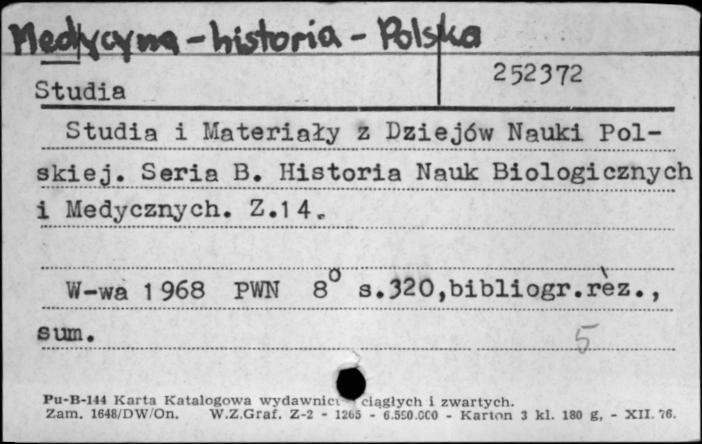 Medycyna - historia - Polska
252372
Studia
Studia i Materiały z Dziejów Nauki Pol-
skiej. Seria B. Historia Nauk Biologicznych
i Medycznych. Z.14.
W-wa 1968 PWN 8° s.320,bibliogr.rèz.,
sum.
5
Pu-B-144 Karta Katalogowa wydawnict ciągłych i zwartych.
Zam. 1648/DW/On. W.Z.Graf. Z-2 - 1265 - 6.550.000 - Karton 3 kl. 180 g, - XII. 76.